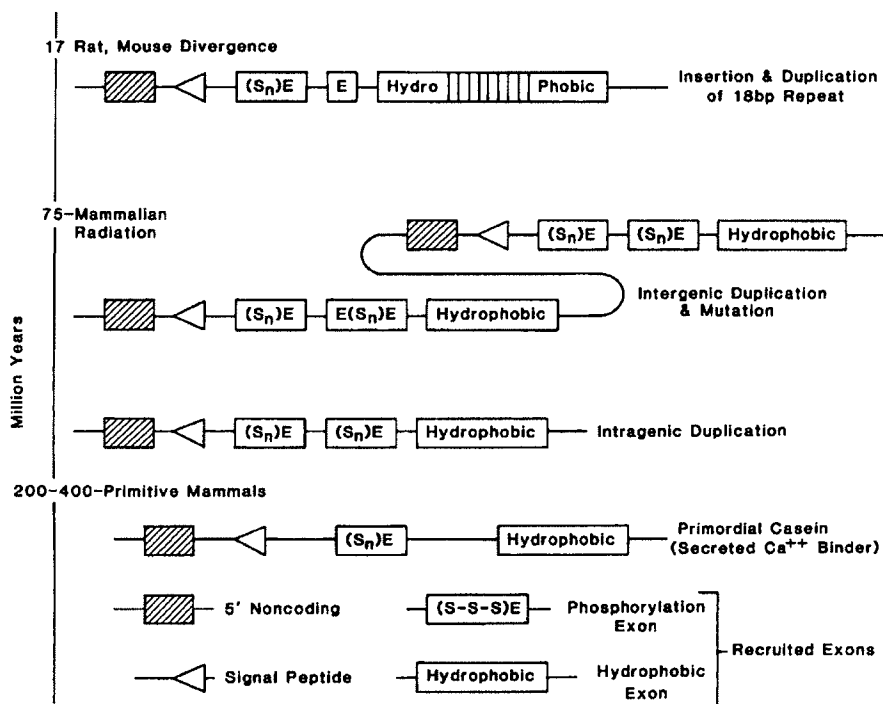 17 Rat, Mouse Divergence
(Sn)E
E
Hydro
Phobic
Insertion & Duplication
of 18bp Repeat
75-Mammalian
Radiation
(Sn)E
(Sn)E
Hydrophobic
Intergenic Duplication
& Mutation
(Sn)E
E(Sn)E
Hydrophobic
Million Years
(Sn)E
(Sn)E
Hydrophobic
Intragenic Duplication
200-400-Primitive Mammals
(Sn)E
Hydrophobic
Primordial Casein
(Secreted Ca++ Binder)
5' Noncoding
(S-S-S)E
Phosphorylation
Exon
Recruited Exons
Signal Peptide
Hydrophobic
Hydrophobic
Exon